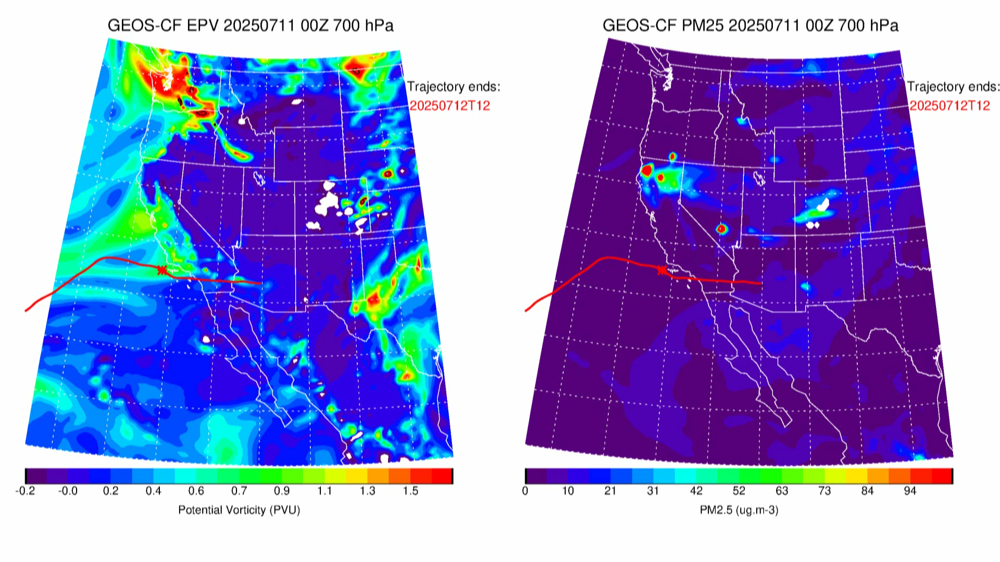 GEOS-CF EPV 20250711 00Z 700 hPa
Trajectory ends:
20250712T12
-0.2 -0.0 0.2 0.4 0.6 0.7 0.9 1.1 1.3 1.5
Potential Vorticity (PVU)
GEOS-CF PM25 20250711 00Z 700 hPa
Trajectory ends:
20250712T12
0 10 21 31 42 52 63 73 84 94
PM2.5 (ug.m-3)